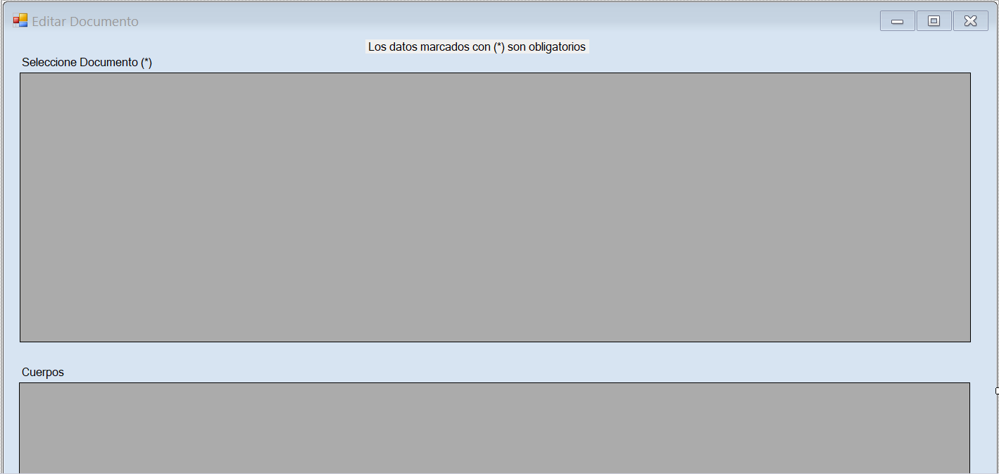 Editar Documento
Los datos marcados con (*) son obligatorios
Seleccione Documento (*)
Cuerpos